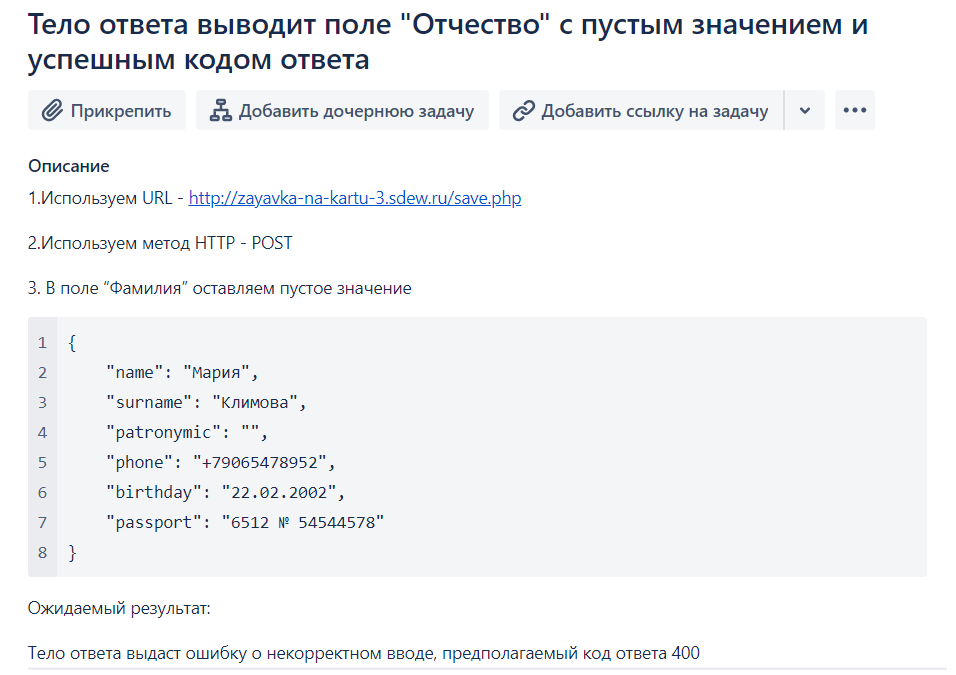 Тело ответа выводит поле "Отчество" с пустым значением и
успешным кодом ответа
Прикрепить Добавить дочернюю задачу Добавить ссылку на задачу
Описание
1.Используем URL - http://zayavka-na-kartu-3.sdew.ru/save.php
2.Используем метод HTTP - POST
3. В поле “Фамилия” оставляем пустое значение
1 {
2 "name": "Мария",
3 "surname": "Климова",
4 "patronymic": "",
5 "phone": "+79065478952",
6 "birthday": "22.02.2002",
7 "passport": "6512 № 54544578"
8 }
Ожидаемый результат:
Тело ответа выдаст ошибку о некорректном вводе, предполагаемый код ответа 400